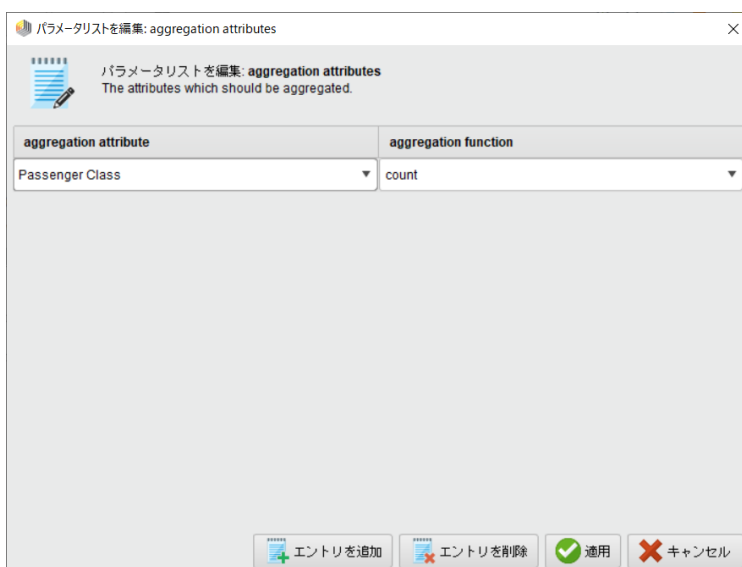 パラメータリストを編集: aggregation attributes
パラメータリストを編集: aggregation attributes
The attributes which should be aggregated.
aggregation attribute aggregation function
Passenger Class count
エントリを追加 エントリを削除 適用 キャンセル